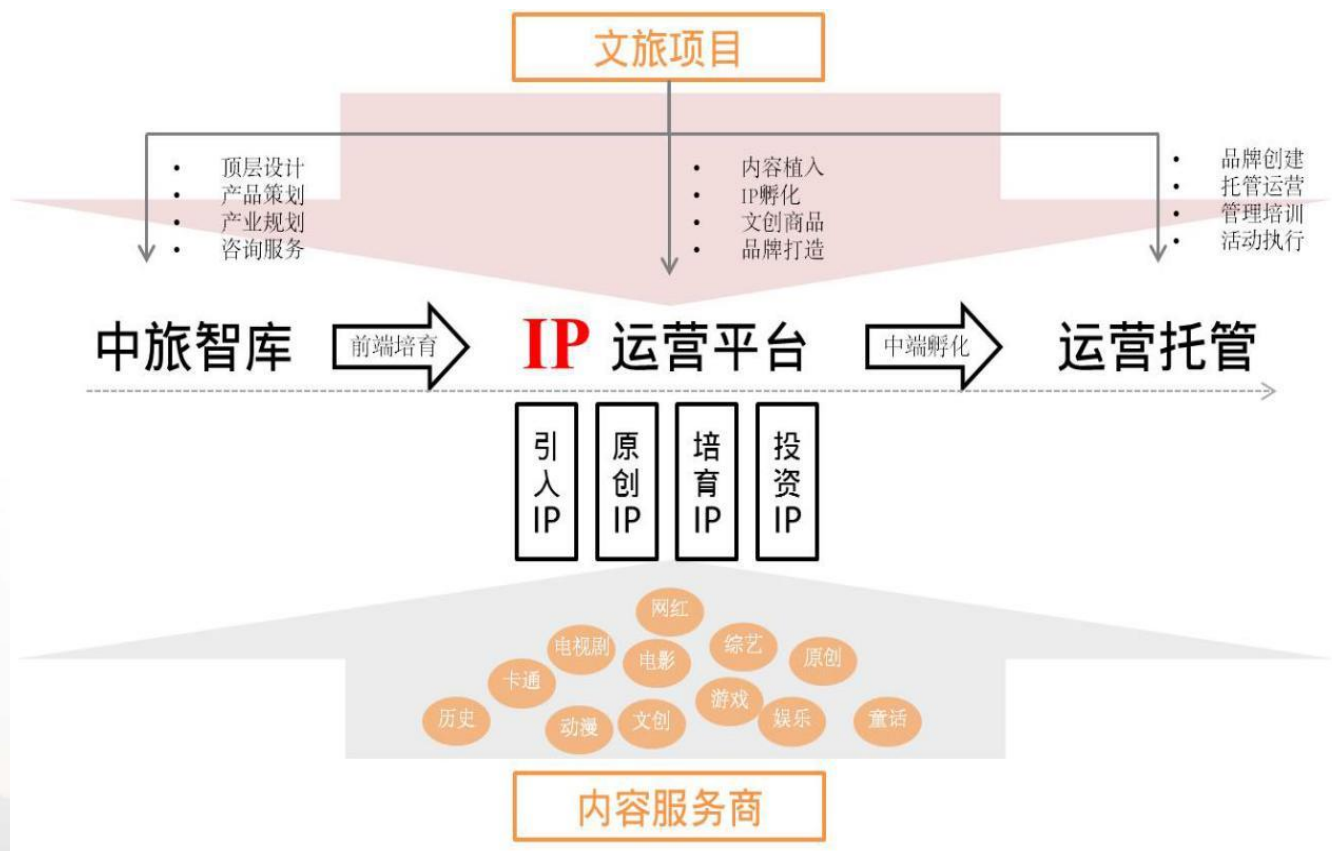 文旅项目
• 顶层设计
• 产品策划
• 产业规划
• 咨询服务
• 内容植入
• IP孵化
• 文创商品
• 品牌打造
• 品牌创建
• 托管运营
• 管理培训
• 活动执行
中旅智库
前端培育
IP 运营平台
中端孵化
运营托管
引入IP
原创IP
培育IP
投资IP
网红
电视剧
电影
综艺
原创
卡通
游戏
历史
动漫
文创
娱乐
童话
内容服务商